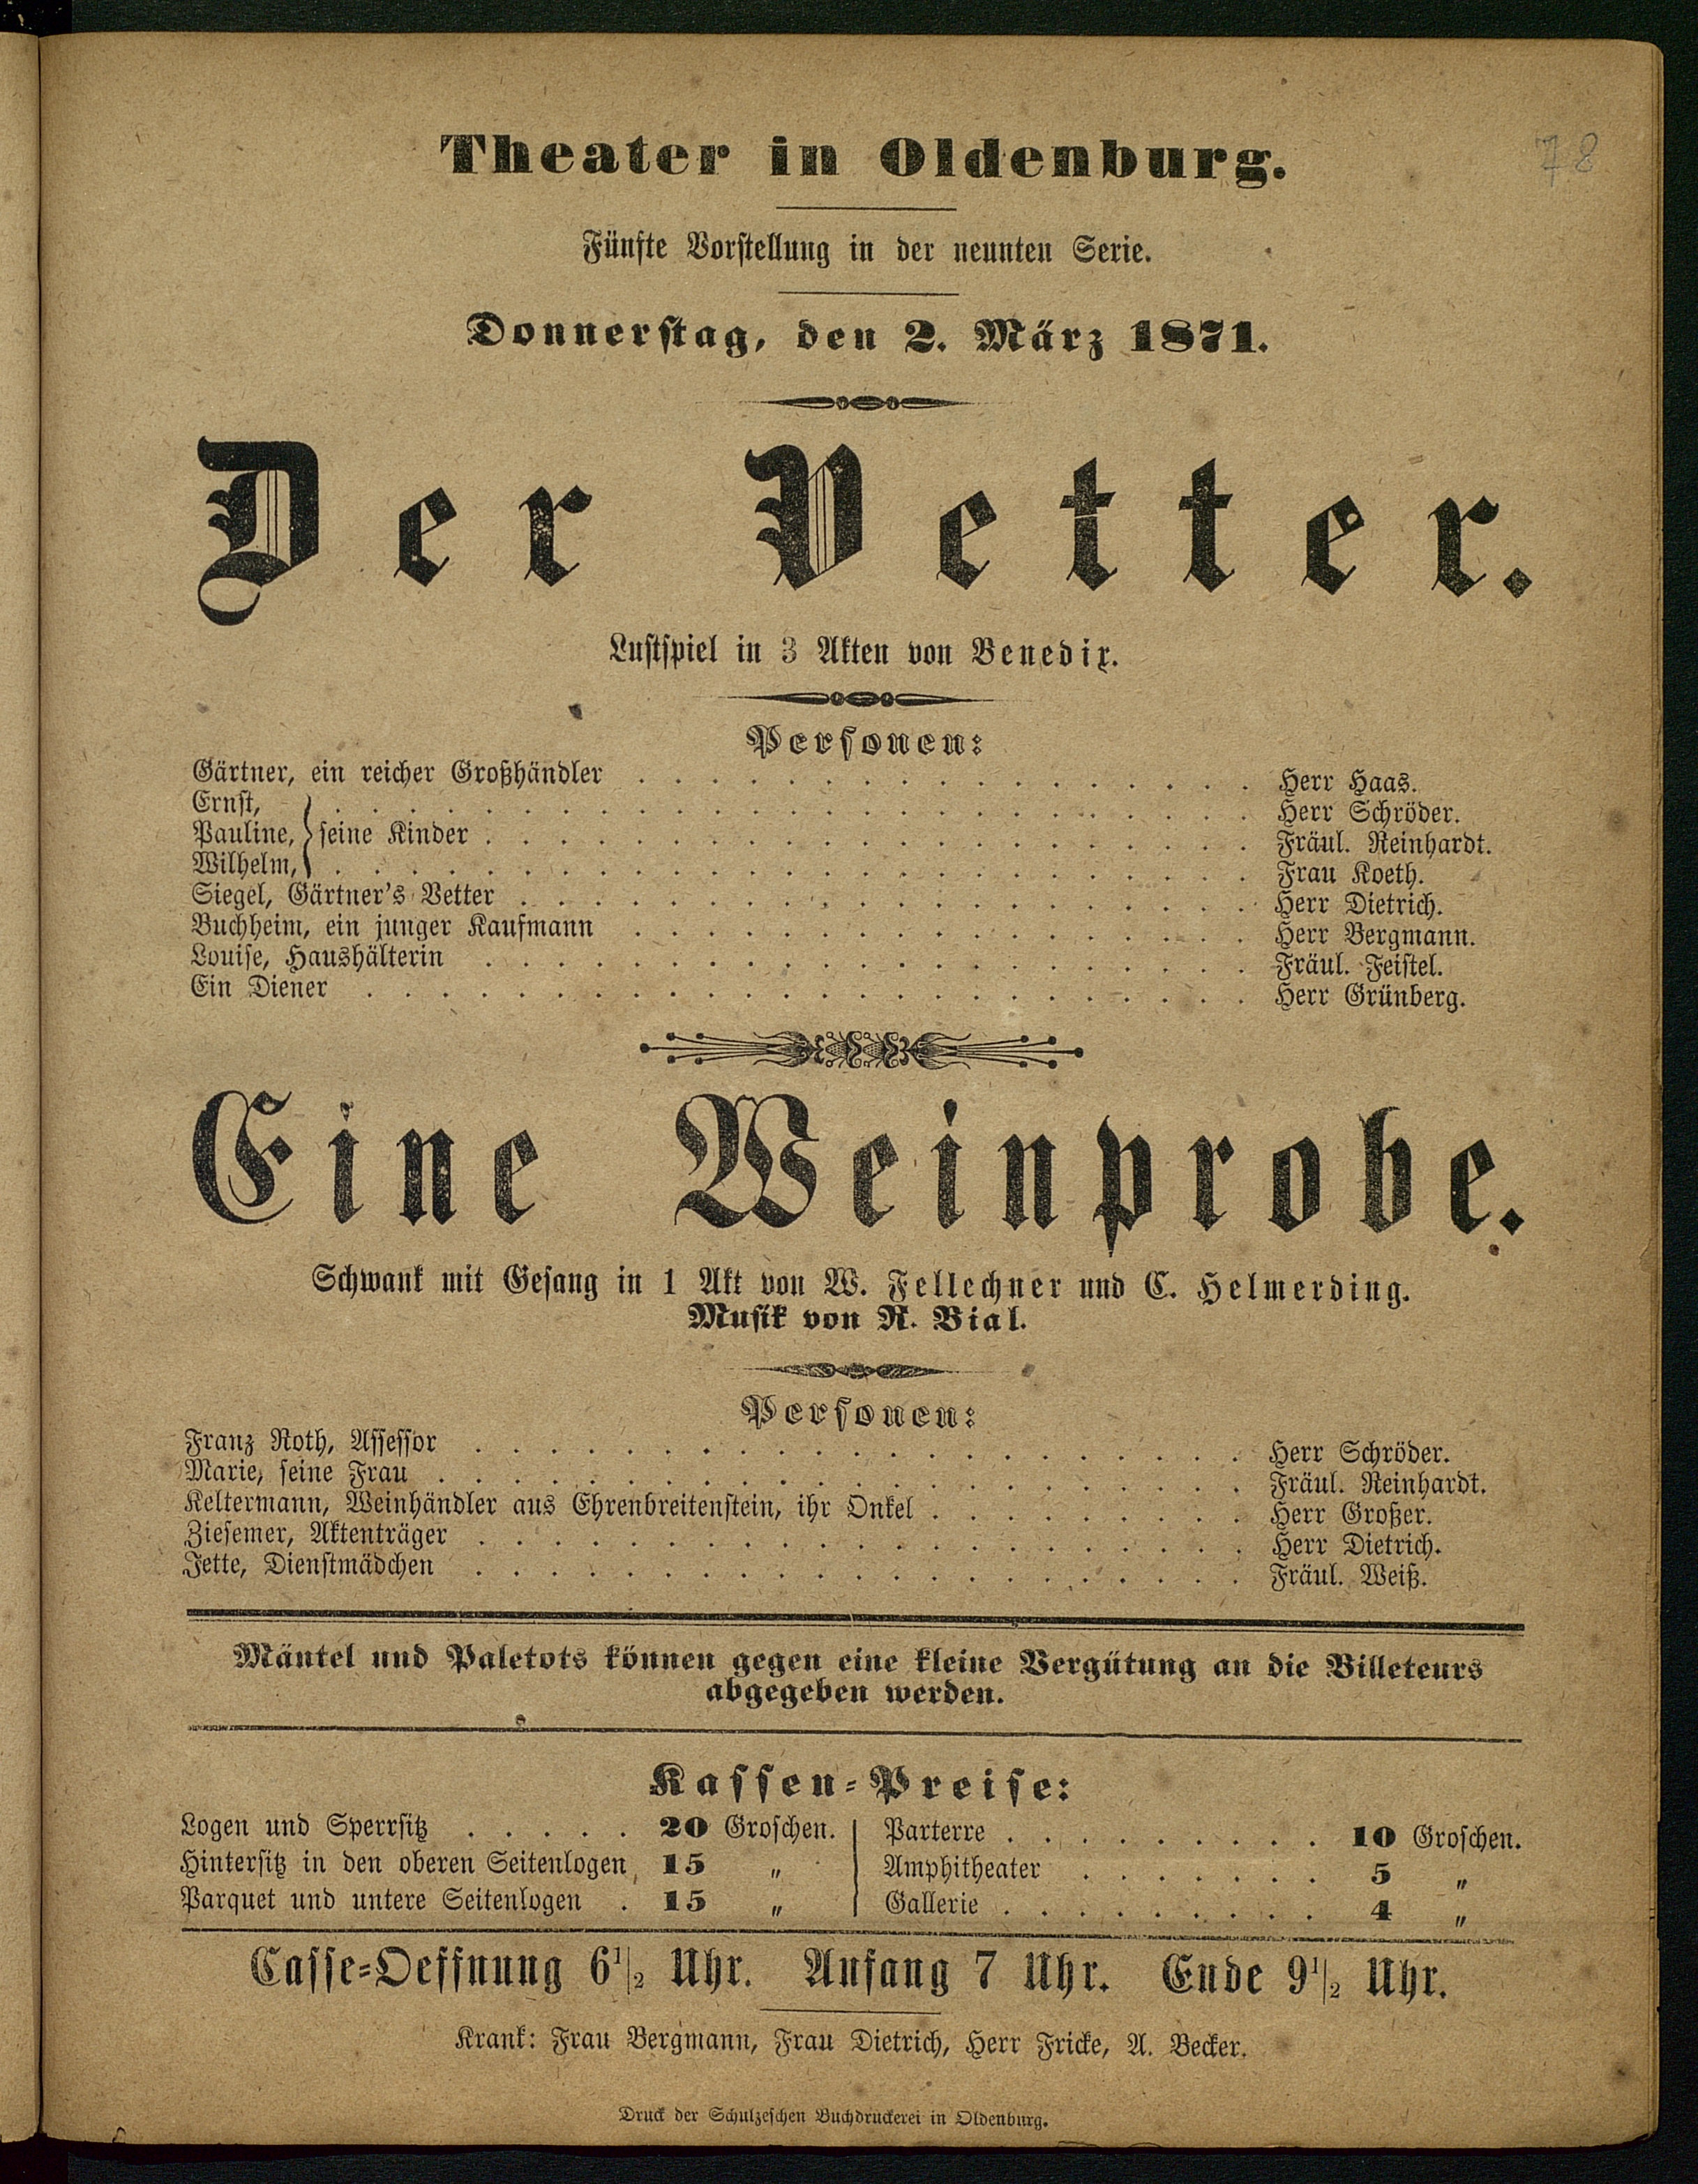 78
Theater in Oldenburg.
Fünfte Vorstellung in der neunten Serie.
Donnerstag, den 2. März 1871.
Der Vetter.
Lustspiel in 3 Akten von Benedix.
Personen:
Gärtner, ein reicher Großhändler . . . . . Herr Haas.
Ernst, . . . . . Herr Schröder.
Pauline, } seine Kinder . . . . . Fräul. Reinhardt.
Wilhelm, . . . . . Frau Koeth.
Siegel, Gärtner's Vetter . . . . . Herr Dietrich.
Buchheim, ein junger Kaufmann . . . . . Herr Bergmann.
Louise, Haushälterin . . . . . Fräul. Feistel.
Ein Diener . . . . . Herr Grünberg.
Eine Weinprobe.
Schwank mit Gesang in 1 Akt von W. Fellechner und C. Helmerding.
Musik von R. Bial.
Personen:
Franz Roth, Assessor . . . . . Herr Schröder.
Marie, seine Frau . . . . . Fräul. Reinhardt.
Keltermann, Weinhändler aus Ehrenbreitenstein, ihr Onkel . . . . . Herr Großer.
Ziesemer, Aktenträger . . . . . Herr Dietrich.
Jette, Dienstmädchen . . . . . Fräul. Weiß.
Mäntel und Paletots können gegen eine kleine Vergütung an die Billeteurs
abgegeben werden.
Kassen-Preise:
Logen und Sperrsitz . . . . . 20 Groschen. | Parterre . . . . . 10 Groschen.
Hintersitz in den oberen Seitenlogen, 15 „ | Amphitheater . . . . . 5 „
Parquet und untere Seitenlogen . 15 „ | Gallerie . . . . . 4 „
Casse-Oeffnung 6 1/2 Uhr. Anfang 7 Uhr. Ende 9 1/2 Uhr.
Krank: Frau Bergmann, Frau Dietrich, Herr Fricke, A. Becker.
Druck der Schulzeschen Buchdruckerei in Oldenburg.